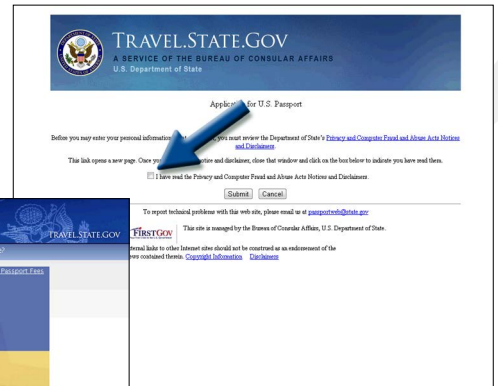 TRAVEL.STATE.GOV
A SERVICE OF THE BUREAU OF CONSULAR AFFAIRS
U.S. Department of State
for U.S. Passport
Before you may enter your personal information you must review the Department of State's Privacy and Computer Fraud and Abuse Acts Notices
and Disclaimers.
This link opens a new page. Once notice and disclaimer, close that window and click on the box below to indicate you have read them.
I have read the Privacy and Computer Fraud and Abuse Acts Notices and Disclaimers.
Submit Cancel
To report technical problems with this web site, please email us at passportweb@state.gov
FIRSTGOV This site is managed by the Bureau of Consular Affairs, U.S. Department of State.
links to other Internet sites should not be construed as an endorsement of the
contained therein. Copyright Information Disclaimers
TRAVEL.STATE.GOV
Passport Fees